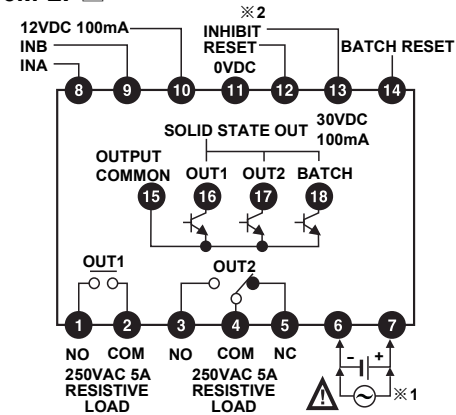 ※2
12VDC 100mA
INHIBIT
INB
RESET
BATCH RESET
INA
0VDC
8 9 10 11 12 13 14
SOLID STATE OUT 30VDC
100mA
OUTPUT
COMMON OUT1 OUT2 BATCH
15 16 17 18
OUT1
OUT2
1 2 3 4 5 6 7
NO COM NO COM NC
- +
250VAC 5A 250VAC 5A
RESISTIVE RESISTIVE
LOAD LOAD
! ※1